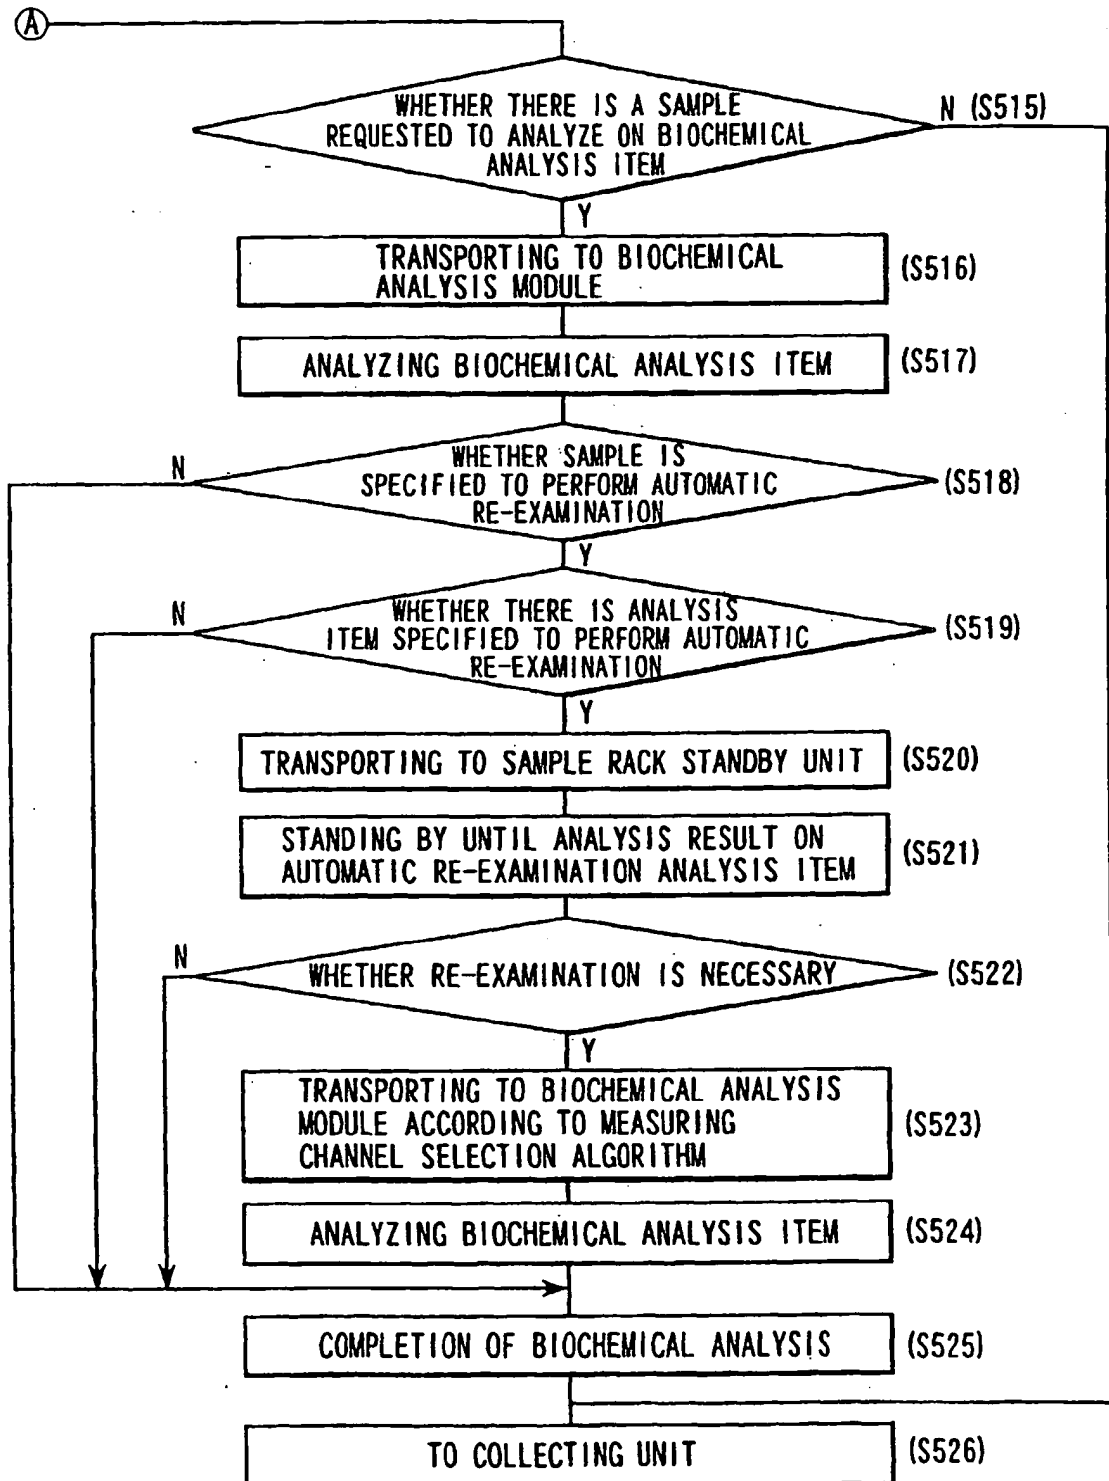 A
WHETHER THERE IS A SAMPLE
REQUESTED TO ANALYZE ON BIOCHEMICAL
ANALYSIS ITEM
N (S515)
Y
TRANSPORTING TO BIOCHEMICAL
ANALYSIS MODULE
(S516)
ANALYZING BIOCHEMICAL ANALYSIS ITEM
(S517)
WHETHER SAMPLE IS
SPECIFIED TO PERFORM AUTOMATIC
RE-EXAMINATION
N
(S518)
Y
WHETHER THERE IS ANALYSIS
ITEM SPECIFIED TO PERFORM AUTOMATIC
RE-EXAMINATION
N
(S519)
Y
TRANSPORTING TO SAMPLE RACK STANDBY UNIT
(S520)
STANDING BY UNTIL ANALYSIS RESULT ON
AUTOMATIC RE-EXAMINATION ANALYSIS ITEM
(S521)
N
WHETHER RE-EXAMINATION IS NECESSARY
(S522)
Y
TRANSPORTING TO BIOCHEMICAL ANALYSIS
MODULE ACCORDING TO MEASURING
CHANNEL SELECTION ALGORITHM
(S523)
ANALYZING BIOCHEMICAL ANALYSIS ITEM
(S524)
COMPLETION OF BIOCHEMICAL ANALYSIS
(S525)
TO COLLECTING UNIT
(S526)